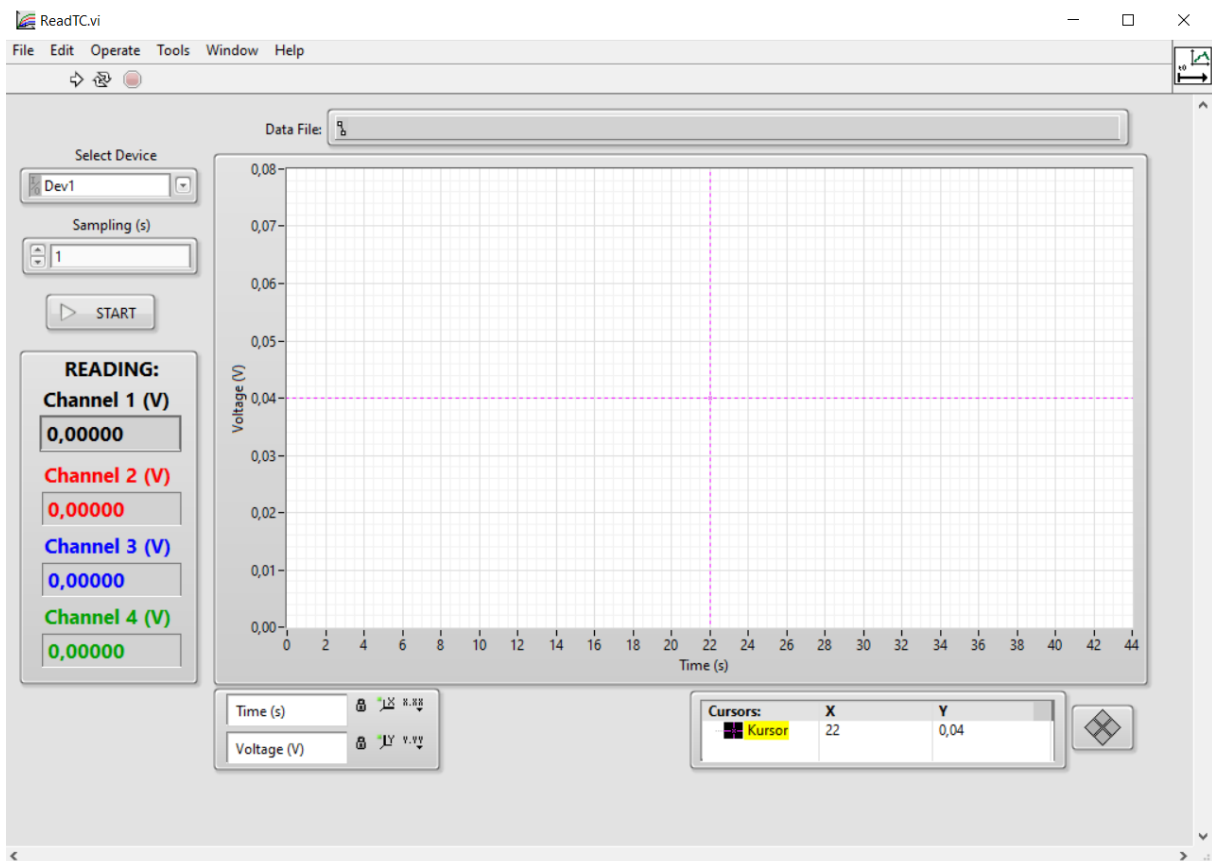 ReadTC.vi
File Edit Operate Tools Window Help
t0
Data File:
Select Device
Dev1
Sampling (s)
1
START
READING:
Channel 1 (V)
0,00000
Channel 2 (V)
0,00000
Channel 3 (V)
0,00000
Channel 4 (V)
0,00000
Voltage (V)
0,08
0,07
0,06
0,05
0,04
0,03
0,02
0,01
0,00
0 2 4 6 8 10 12 14 16 18 20 22 24 26 28 30 32 34 36 38 40 42 44
Time (s)
Time (s) X X.XX
Voltage (V) Y Y.YY
Cursors: X Y
Kursor 22 0,04